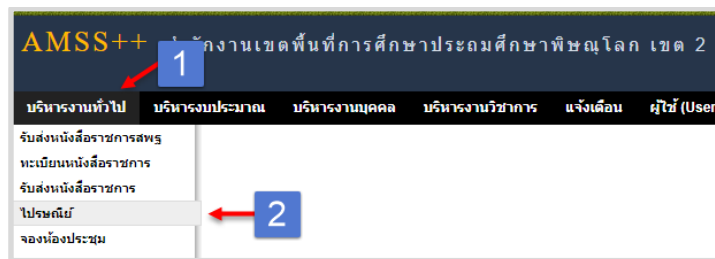 AMSS++ สำนักงานเขตพื้นที่การศึกษาประถมศึกษาพิษณุโลก เขต 2
1
บริหารงานทั่วไป บริหารงบประมาณ บริหารงานบุคคล บริหารงานวิชาการ แจ้งเตือน ผู้ใช้ (User
รับส่งหนังสือราชการสพฐ
ทะเบียนหนังสือราชการ
รับส่งหนังสือราชการ
ไปรษณีย์ 2
จองห้องประชุม